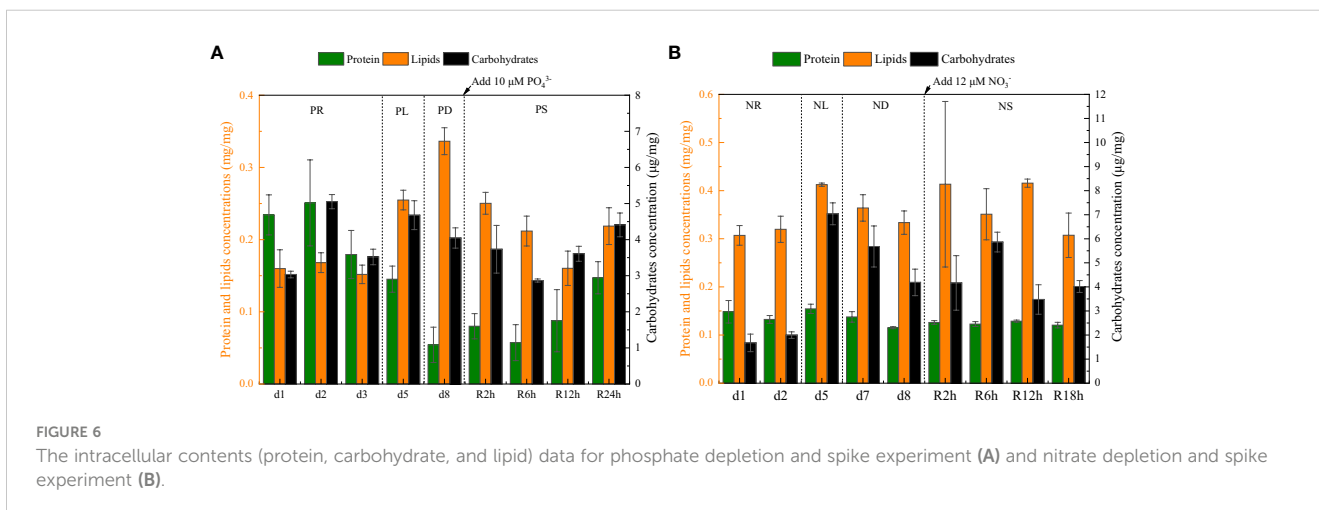 A
B
Protein Lipids Carbohydrates
Protein Lipids Carbohydrates
Add 10 μM PO₄³⁻
Add 12 μM NO₃⁻
PR PL PD PS
NR NL ND NS
Protein and lipids concentrations (mg/mg)
0.4
0.3
0.2
0.1
0.0
8
7
6
5
4
3
2
1
0
Carbohydrates concentration (μg/mg)
d1 d2 d3 d5 d8 R2h R6h R12h R24h
Protein and lipids concentrations (mg/mg)
0.6
0.5
0.4
0.3
0.2
0.1
0.0
12
11
10
9
8
7
6
5
4
3
2
1
0
Carbohydrates concentration (μg/mg)
d1 d2 d5 d7 d8 R2h R6h R12h R18h
FIGURE 6
The intracellular contents (protein, carbohydrate, and lipid) data for phosphate depletion and spike experiment (A) and nitrate depletion and spike
experiment (B).